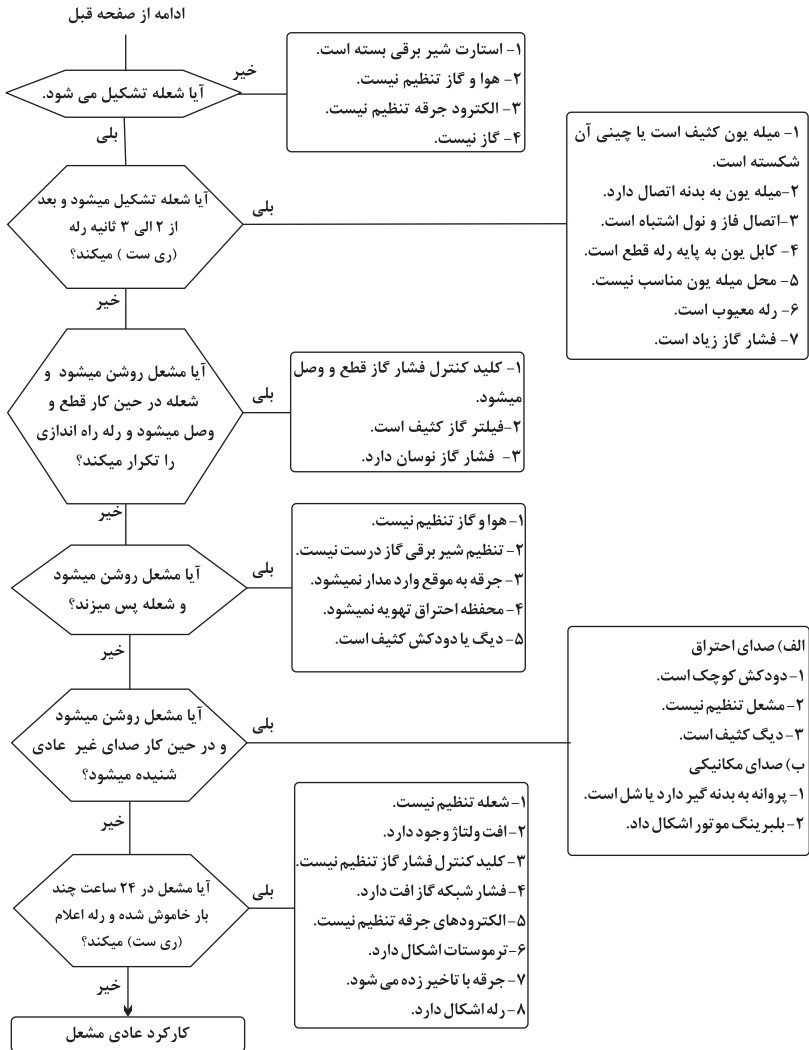 ادامه از صفحه قبل
آیا شعله تشکیل می شود.
خیر
۱- استارت شیر برقی بسته است.
۲- هوا و گاز تنظیم نیست.
۳- الکترود جرقه تنظیم نیست.
۴- گاز نیست.
بلی
آیا شعله تشکیل میشود و بعد
از ۲ الی ۳ ثانیه رله
(ری ست ) میکند؟
بلی
۱- میله یون کثیف است یا چینی آن
شکسته است.
۲-میله یون به بدنه اتصال دارد.
۳-اتصال فاز و نول اشتباه است.
۴- کابل یون به پایه رله قطع است.
۵- محل میله یون مناسب نیست.
۶- رله معیوب است.
۷- فشار گاز زیاد است.
خیر
آیا مشعل روشن میشود و
شعله در حین کار قطع و
وصل میشود و رله راه اندازی
را تکرار میکند؟
بلی
۱- کلید کنترل فشار گاز قطع و وصل
میشود.
۲-فیلتر گاز کثیف است.
۳- فشار گاز نوسان دارد.
خیر
آیا مشعل روشن میشود
و شعله پس میزند؟
بلی
۱- هوا و گاز تنظیم نیست.
۲- تنظیم شیر برقی گاز درست نیست.
۳- جرقه به موقع وارد مدار نمیشود.
۴- محفظه احتراق تهویه نمیشود.
۵- دیگ یا دودکش کثیف است.
خیر
آیا مشعل روشن میشود
و در حین کار صدای غیر عادی
شنیده میشود؟
بلی
الف) صدای احتراق
۱- دودکش کوچک است.
۲- مشعل تنظیم نیست.
۳- دیگ کثیف است.
ب) صدای مکانیکی
۱- پروانه به بدنه گیر دارد یا شل است.
۲- بلبرینگ موتور اشکال داد.
خیر
آیا مشعل در ۲۴ ساعت چند
بار خاموش شده و رله اعلام
(ری ست) میکند؟
بلی
۱- شعله تنظیم نیست.
۲- افت ولتاژ وجود دارد.
۳- کلید کنترل فشار گاز تنظیم نیست.
۴- فشار شبکه گاز افت دارد.
۵- الکترودهای جرقه تنظیم نیست.
۶-ترموستات اشکال دارد.
۷- جرقه با تاخیر زده می شود.
۸- رله اشکال دارد.
خیر
کارکرد عادی مشعل